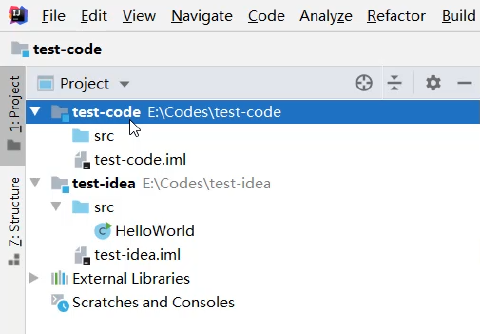 File Edit View Navigate Code Analyze Refactor Build
test-code
Project
1: Project
test-code E:\Codes\test-code
src
test-code.iml
test-idea E:\Codes\test-idea
7: Structure
src
C HelloWorld
test-idea.iml
External Libraries
Scratches and Consoles